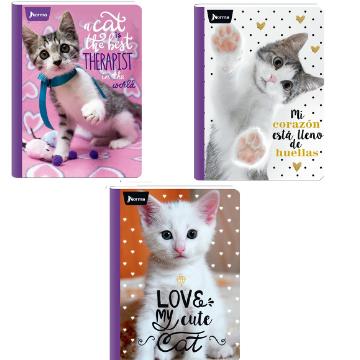 Norma
a cat
is
the best
THERAPIST
in the
world
Norma
Mi
corazón
está lleno
de
huellas
Norma
LOVE &
MY cute
Cat